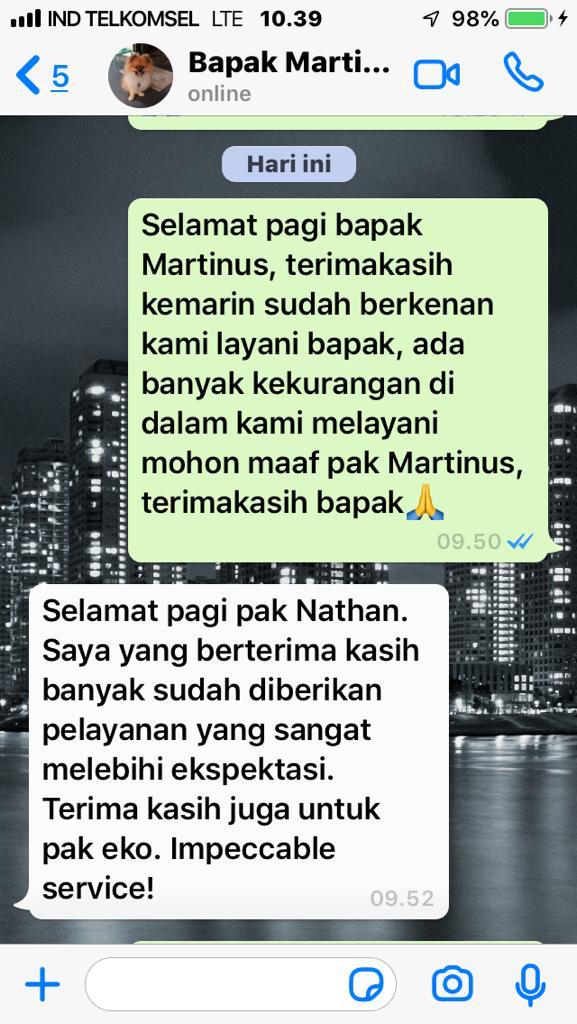 IND TELKOMSEL LTE 10.39 98%
5
Bapak Marti...
online
Hari ini
Selamat pagi bapak
Martinus, terimakasih
kemarin sudah berkenan
kami layani bapak, ada
banyak kekurangan di
dalam kami melayani
mohon maaf pak Martinus,
terimakasih bapak🙏
09.50
Selamat pagi pak Nathan.
Saya yang berterima kasih
banyak sudah diberikan
pelayanan yang sangat
melebihi ekspektasi.
Terima kasih juga untuk
pak eko. Impeccable
service!
09.52